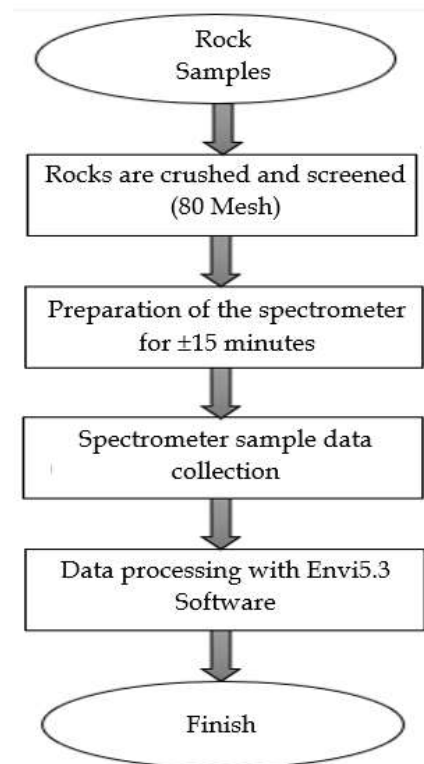 Rock
Samples
Rocks are crushed and screened
(80 Mesh)
Preparation of the spectrometer
for ±15 minutes
Spectrometer sample data
collection
Data processing with Envi5.3
Software
Finish